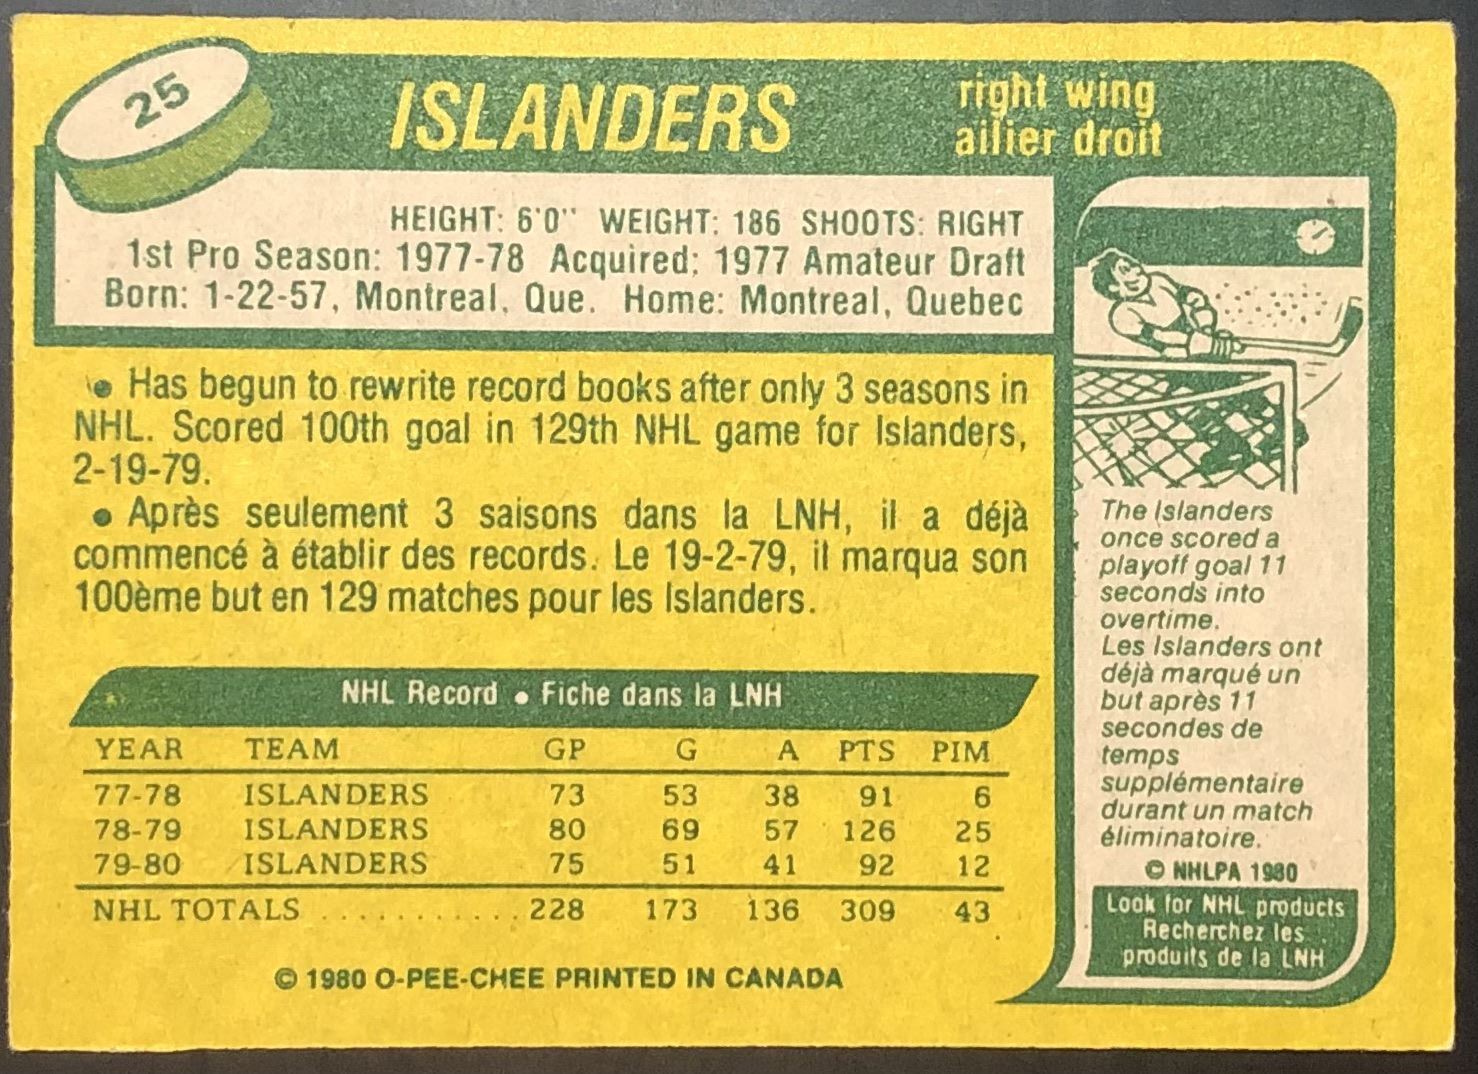 25
ISLANDERS
right wing
ailier droit
HEIGHT: 6'0" WEIGHT: 186 SHOOTS: RIGHT
1st Pro Season: 1977-78 Acquired: 1977 Amateur Draft
Born: 1-22-57, Montreal, Que. Home: Montreal, Quebec
• Has begun to rewrite record books after only 3 seasons in
NHL. Scored 100th goal in 129th NHL game for Islanders,
2-19-79.
• Après seulement 3 saisons dans la LNH, il a déjà
commencé à établir des records. Le 19-2-79, il marqua son
100ème but en 129 matches pour les Islanders.
NHL Record • Fiche dans la LNH
YEAR TEAM GP G A PTS PIM
77-78 ISLANDERS 73 53 38 91 6
78-79 ISLANDERS 80 69 57 126 25
79-80 ISLANDERS 75 51 41 92 12
NHL TOTALS . . . . . . . . . . . 228 173 136 309 43
© 1980 O-PEE-CHEE PRINTED IN CANADA
The Islanders
once scored a
playoff goal 11
seconds into
overtime.
Les Islanders ont
déjà marqué un
but après 11
secondes de
temps
supplémentaire
durant un match
éliminatoire.
© NHLPA 1980
Look for NHL products
Recherchez les
produits de la LNH